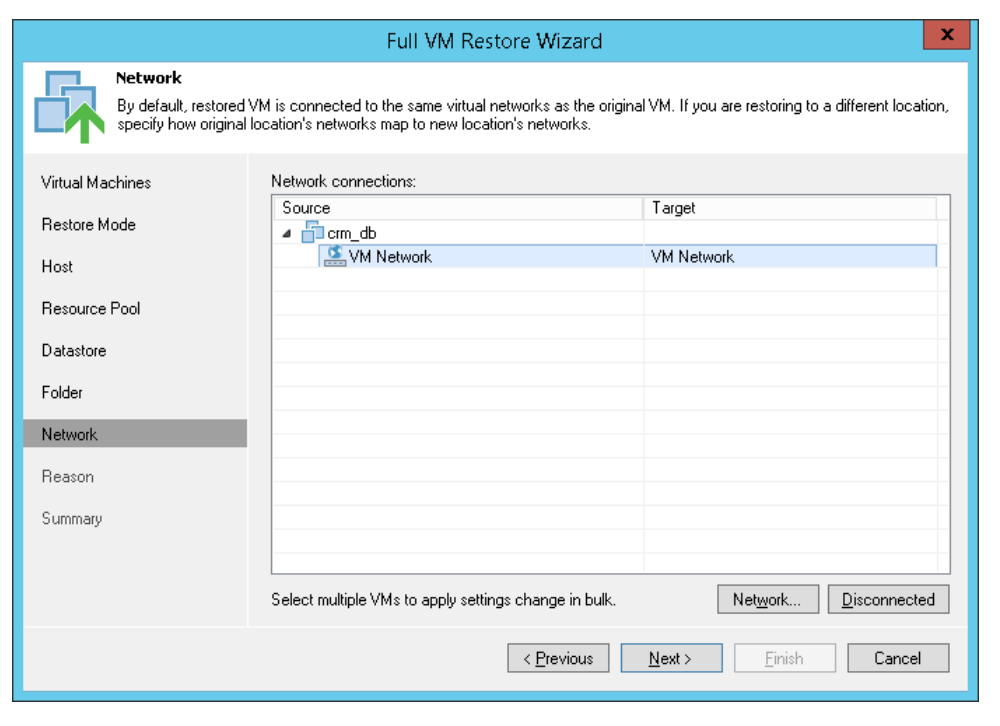 Full VM Restore Wizard
x
Network
By default, restored VM is connected to the same virtual networks as the original VM. If you are restoring to a different location,
specify how original location's networks map to new location's networks.
Virtual Machines
Restore Mode
Host
Resource Pool
Datastore
Folder
Network
Reason
Summary
Network connections:
Source Target
crm_db
VM Network VM Network
Select multiple VMs to apply settings change in bulk.
Network... Disconnected
< Previous Next > Finish Cancel